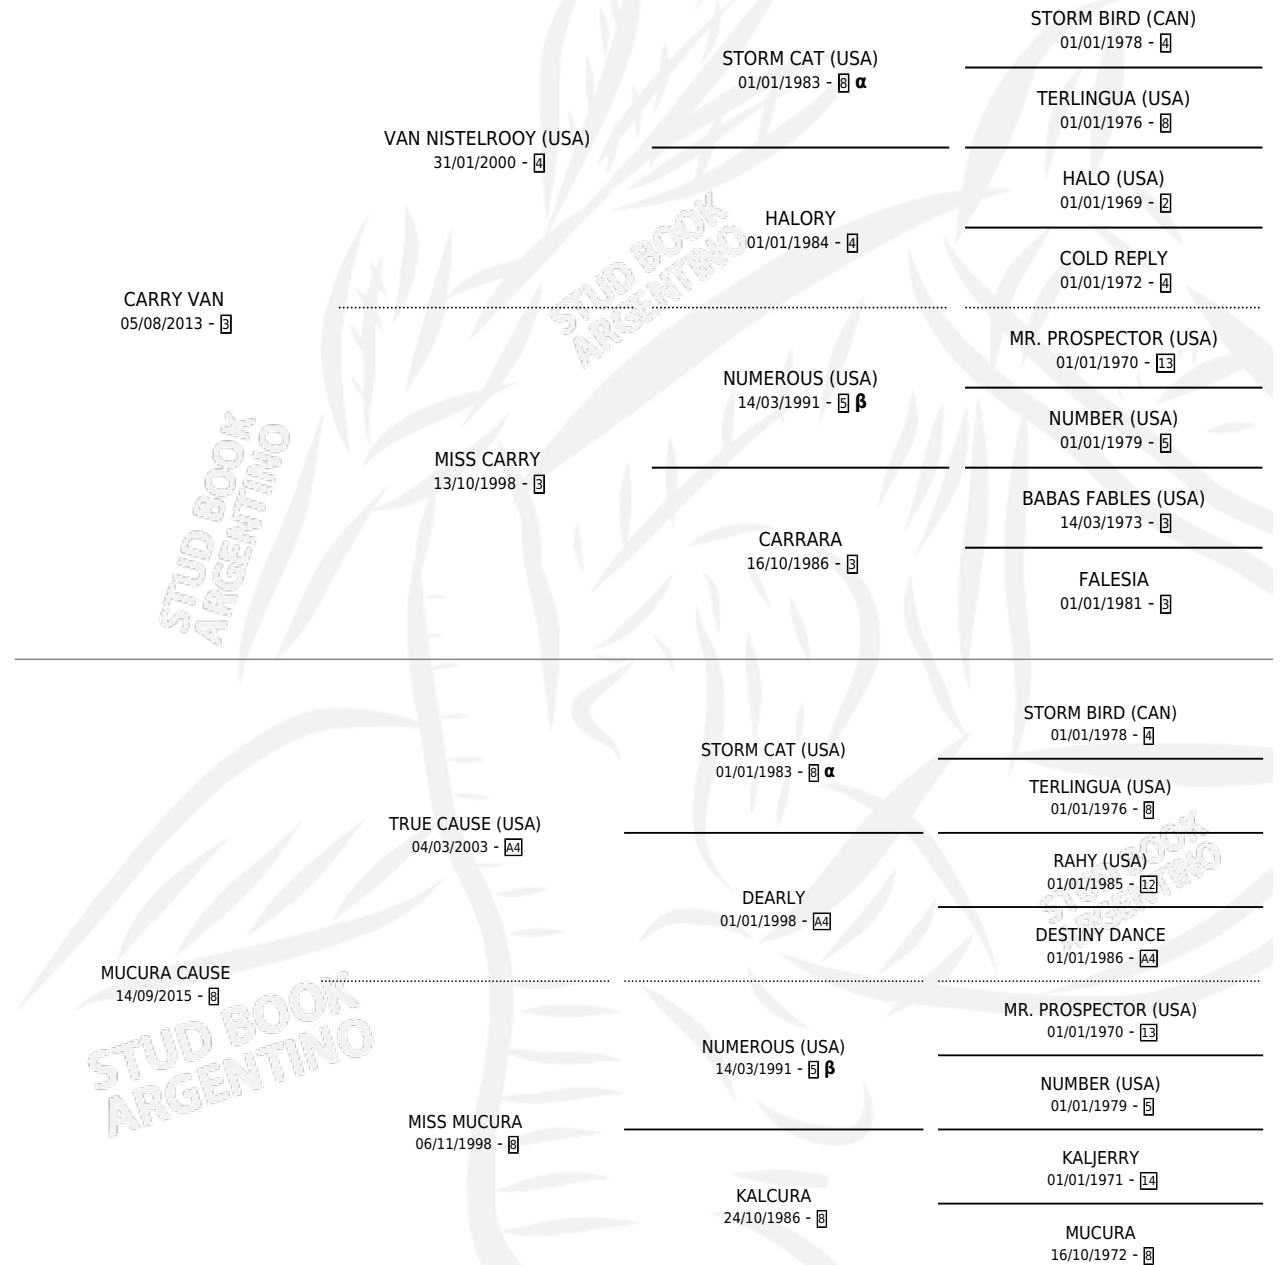 STORM BIRD (CAN)
01/01/1978 - 4
STORM CAT (USA)
01/01/1983 - 8 α
TERLINGUA (USA)
01/01/1976 - 8
VAN NISTELROOY (USA)
31/01/2000 - 4
HALO (USA)
01/01/1969 - 2
HALORY
01/01/1984 - 4
COLD REPLY
01/01/1972 - 4
STUD BOOK
ARGENTINO
CARRY VAN
05/08/2013 - 3
MR. PROSPECTOR (USA)
01/01/1970 - 13
NUMEROUS (USA)
14/03/1991 - 5 β
NUMBER (USA)
01/01/1979 - 5
MISS CARRY
13/10/1998 - 3
BABAS FABLES (USA)
14/03/1973 - 3
CARRARA
16/10/1986 - 3
FALESIA
01/01/1981 - 3
STUD BOOK
ARGENTINO
STORM BIRD (CAN)
01/01/1978 - 4
STORM CAT (USA)
01/01/1983 - 8 α
TERLINGUA (USA)
01/01/1976 - 8
TRUE CAUSE (USA)
04/03/2003 - A4
RAHY (USA)
01/01/1985 - 12
DEARLY
01/01/1998 - A4
DESTINY DANCE
01/01/1986 - A4
STUD BOOK
ARGENTINO
MUCURA CAUSE
14/09/2015 - 8
STUD BOOK
ARGENTINO
MR. PROSPECTOR (USA)
01/01/1970 - 13
NUMEROUS (USA)
14/03/1991 - 5 β
NUMBER (USA)
01/01/1979 - 5
MISS MUCURA
06/11/1998 - 8
KALJERRY
01/01/1971 - 14
KALCURA
24/10/1986 - 8
MUCURA
16/10/1972 - 8